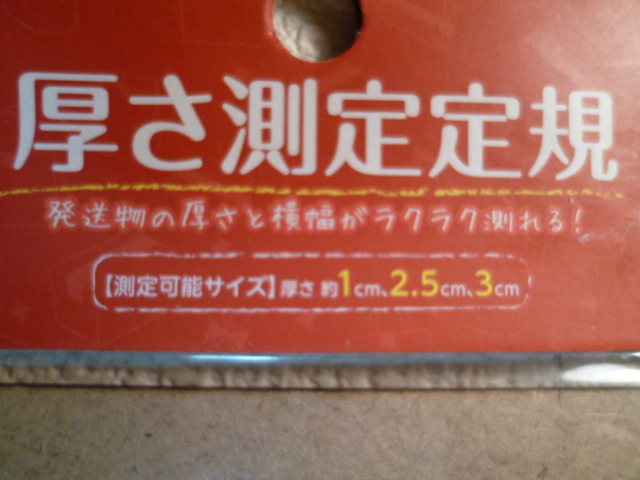 厚さ測定定規
発送物の厚さと横幅がラクラク測れる!
【測定可能サイズ】厚さ 約1cm、2.5cm、3cm